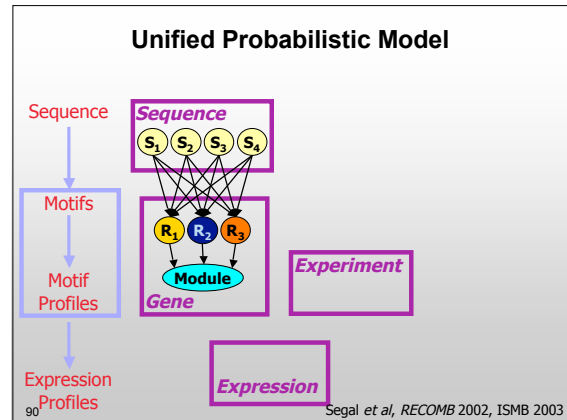 Unified Probabilistic Model
Sequence
Motifs
Motif
Profiles
Expression
Profiles
Sequence
S1 S2 S3 S4
R1 R2 R3
Module
Gene
Experiment
Expression
90
Segal et al, RECOMB 2002, ISMB 2003